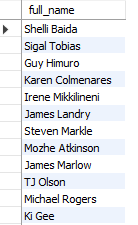 full_name
Shelli Baida
Sigal Tobias
Guy Himuro
Karen Colmenares
Irene Mikkilineni
James Landry
Steven Markle
Mozhe Atkinson
James Marlow
TJ Olson
Michael Rogers
Ki Gee